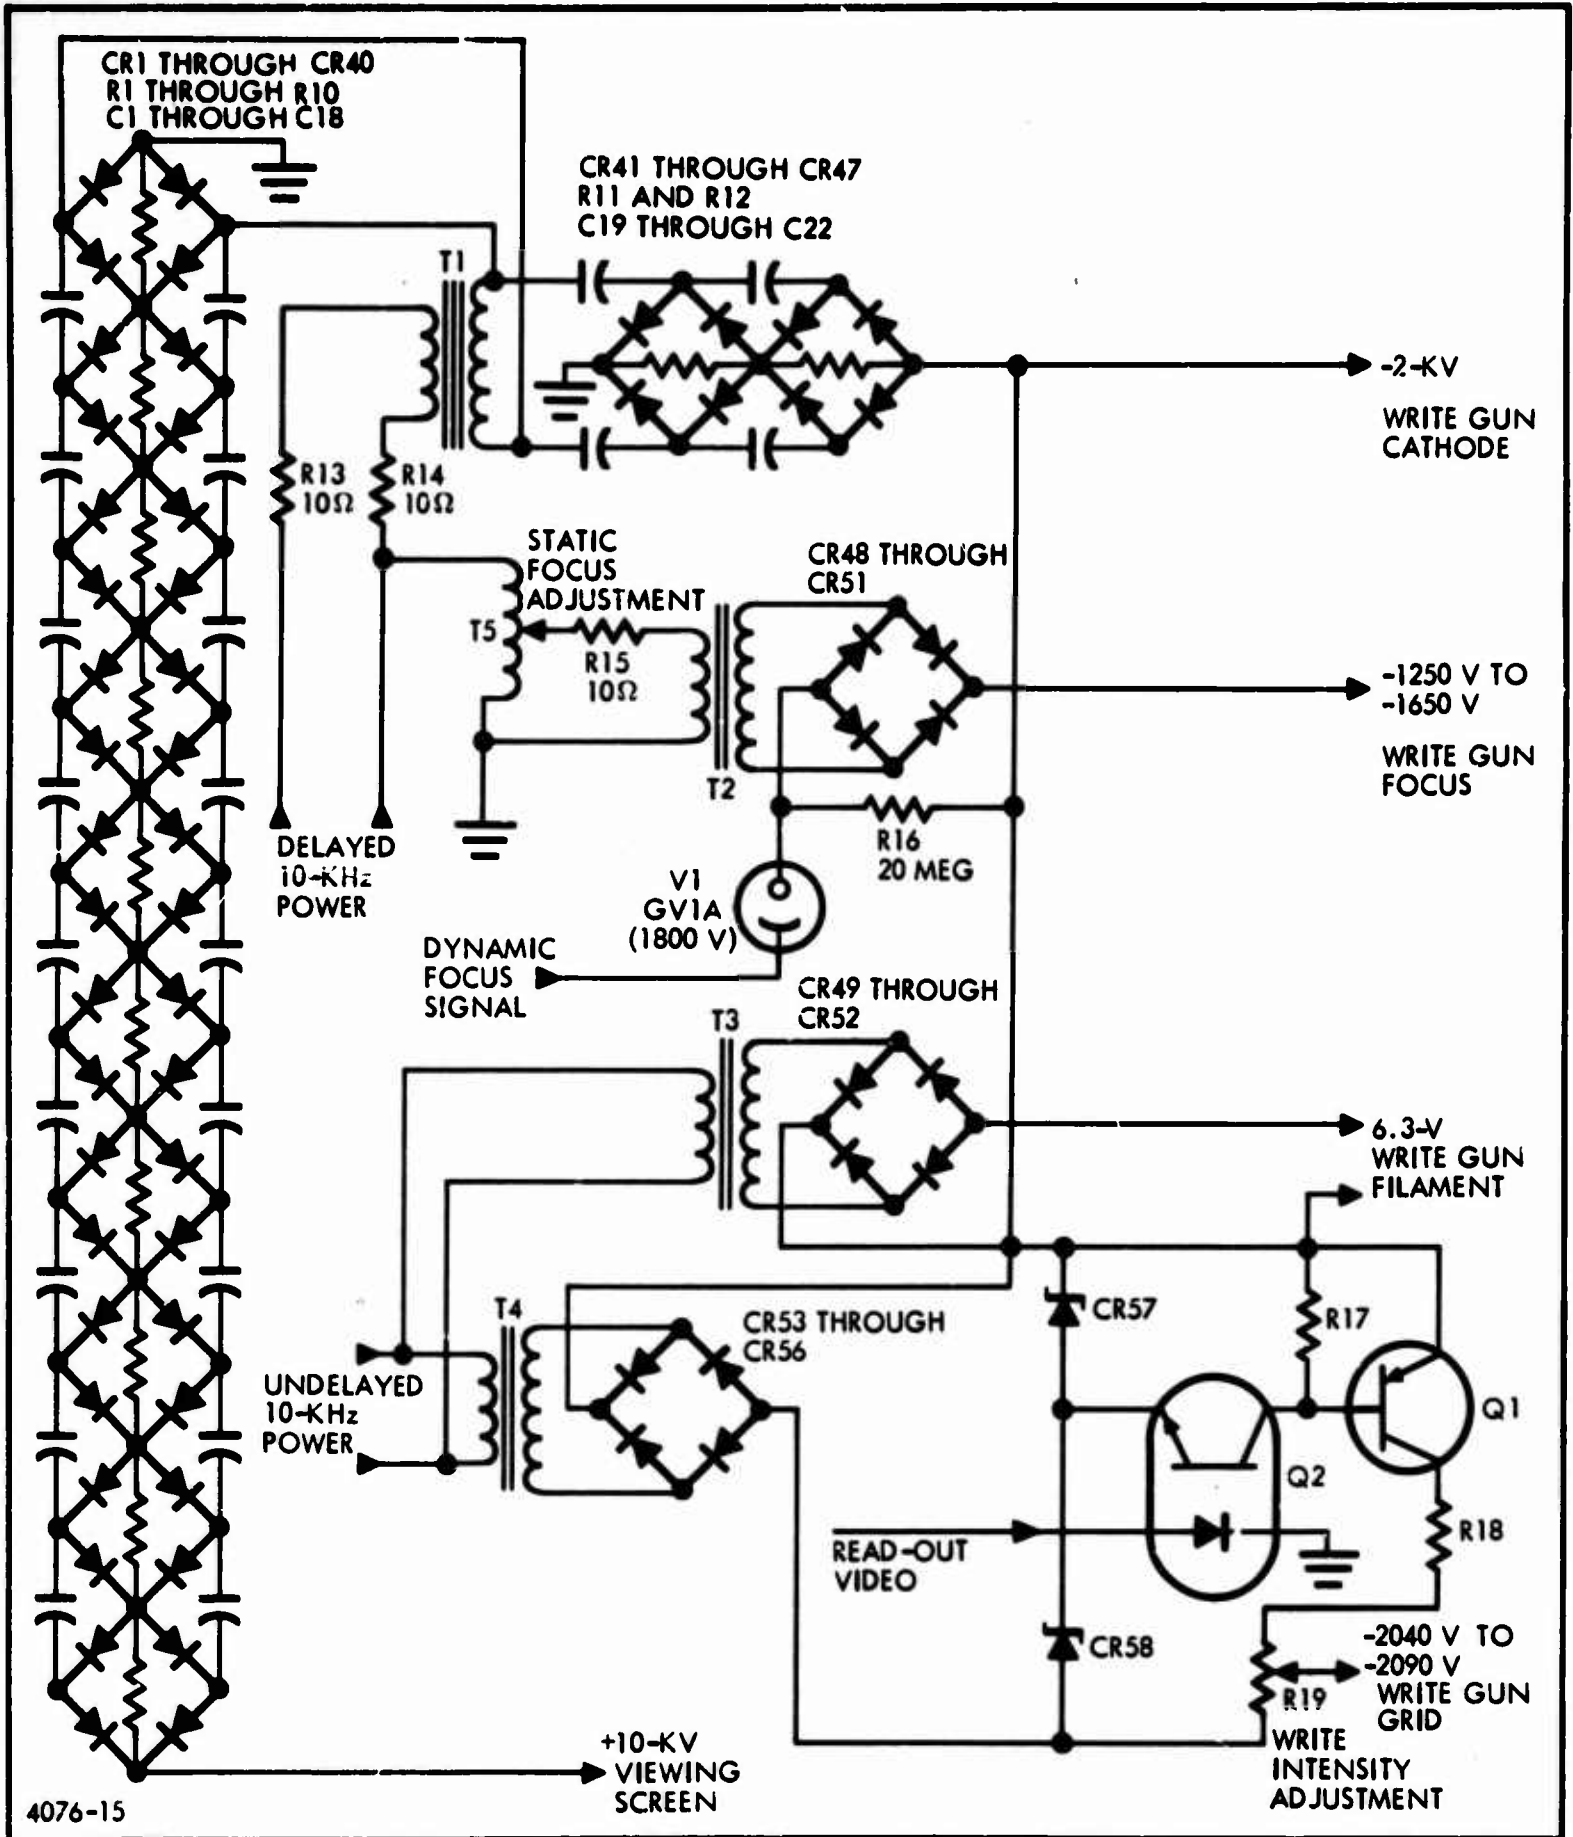 CR1 THROUGH CR40
R1 THROUGH R10
C1 THROUGH C18
CR41 THROUGH CR47
R11 AND R12
C19 THROUGH C22
T1
-2-KV
WRITE GUN
CATHODE
R13
10Ω
R14
10Ω
STATIC
FOCUS
ADJUSTMENT
T5
R15
10Ω
CR48 THROUGH
CR51
T2
-1250 V TO
-1650 V
WRITE GUN
FOCUS
R16
20 MEG
DELAYED
10-KHz
POWER
V1
GV1A
(1800 V)
DYNAMIC
FOCUS
SIGNAL
CR49 THROUGH
CR52
T3
6.3-V
WRITE GUN
FILAMENT
T4
CR53 THROUGH
CR56
CR57
R17
UNDELAYED
10-KHz
POWER
Q1
Q2
READ-OUT
VIDEO
R18
CR58
-2040 V TO
-2090 V
WRITE GUN
GRID
R19
WRITE
INTENSITY
ADJUSTMENT
+10-KV
VIEWING
SCREEN
4076-15